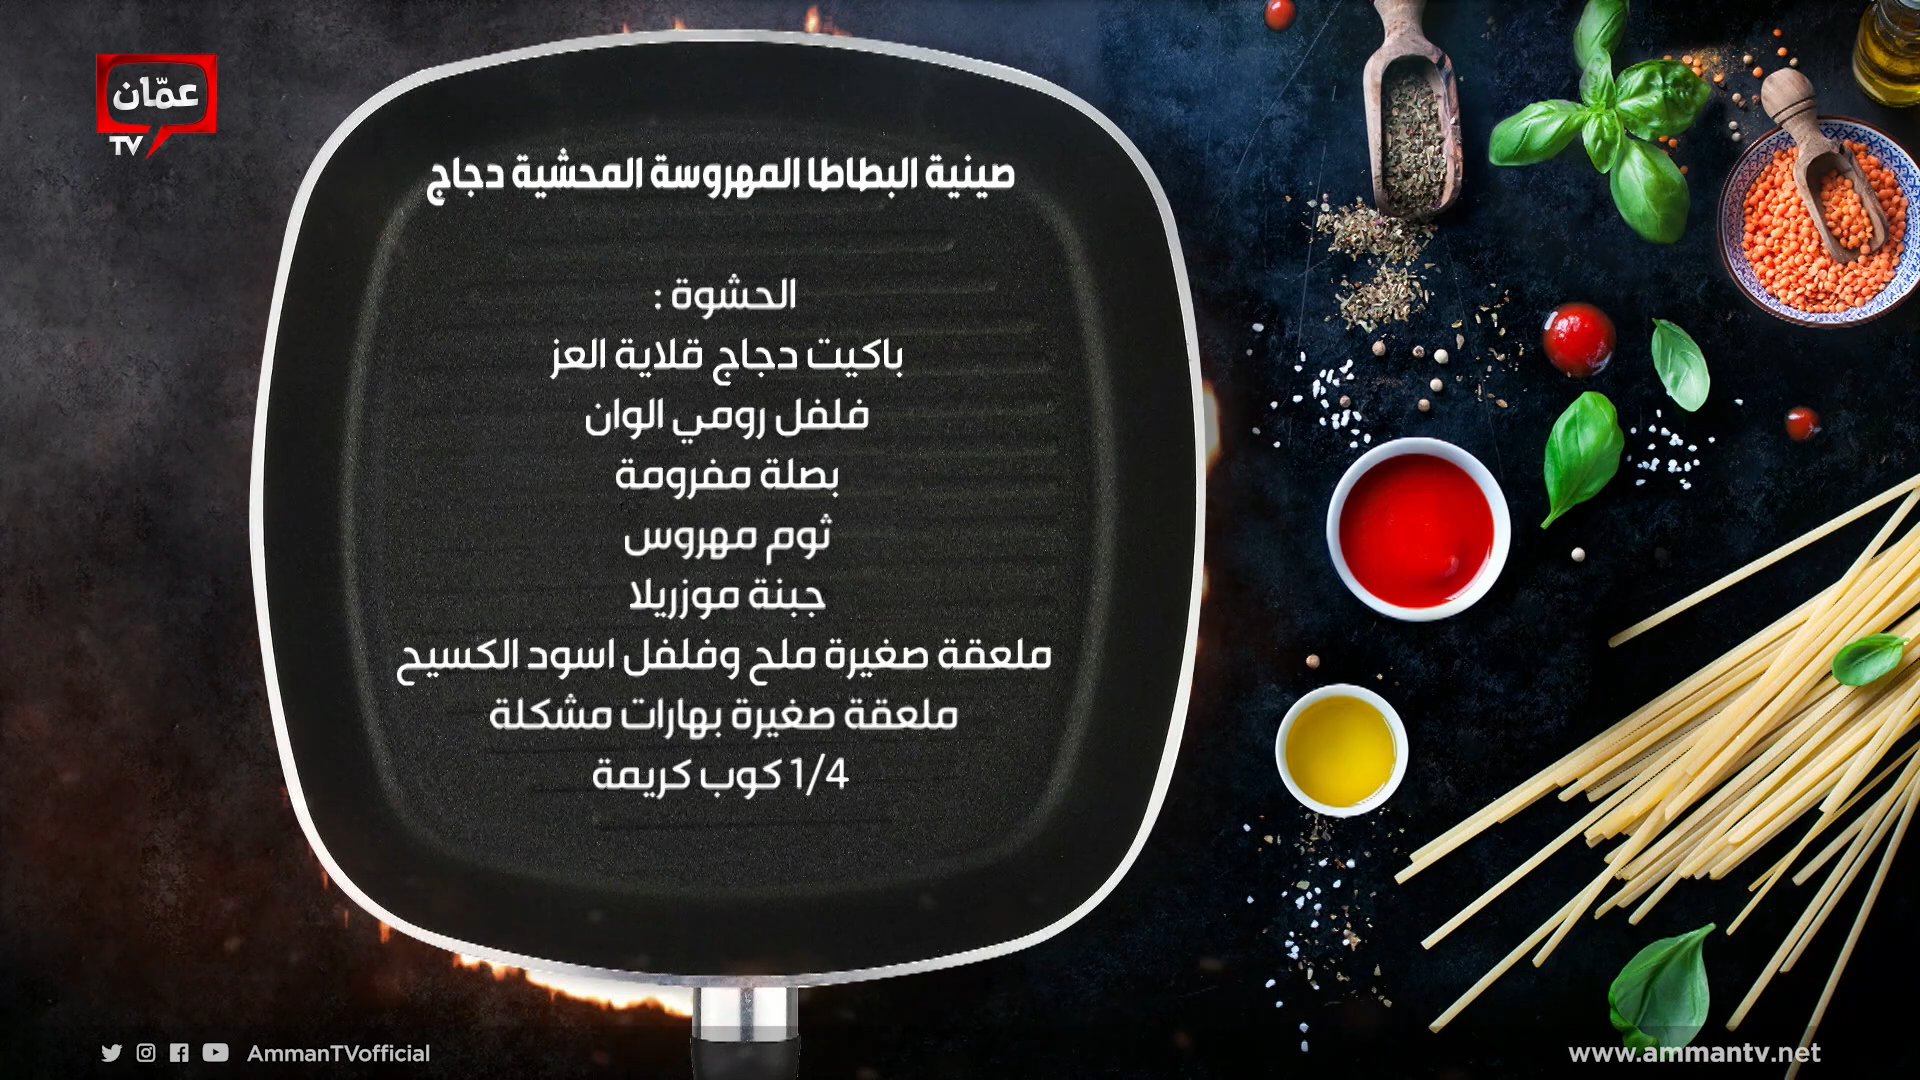 عمّان
TV
صينية البطاطا المهروسة المحشية دجاج
الحشوة :
باكيت دجاج قلاية العز
فلفل رومي الوان
بصلة مفرومة
ثوم مهروس
جبنة موزريلا
ملعقة صغيرة ملح وفلفل اسود الكسيح
ملعقة صغيرة بهارات مشكلة
1/4 كوب كريمة
AmmanTVofficial
www.ammantv.net